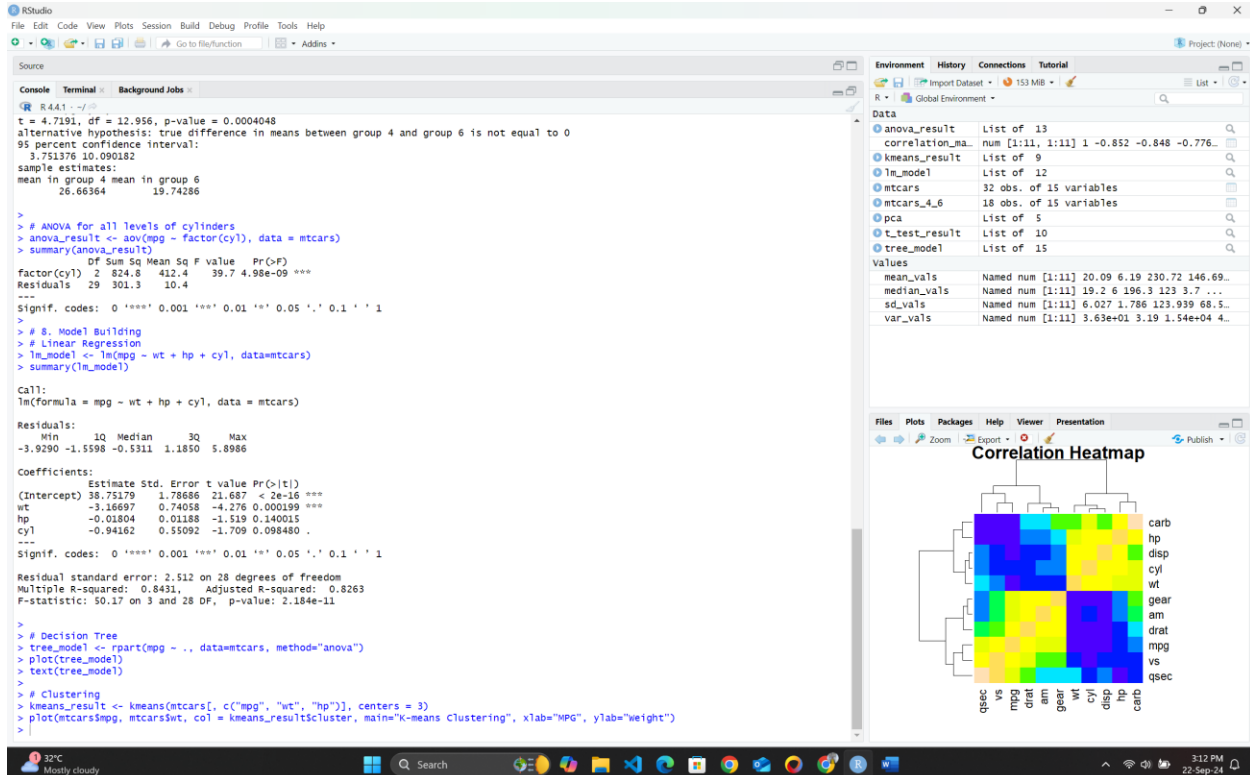 RStudio
File Edit Code View Plots Session Build Debug Profile Tools Help
Go to file/function Addins
Project: (None)
Source
Console Terminal Background Jobs
R 4.4.1 · ~/
t = 4.7191, df = 12.956, p-value = 0.0004048
alternative hypothesis: true difference in means between group 4 and group 6 is not equal to 0
95 percent confidence interval:
  3.751376 10.090182
sample estimates:
mean in group 4 mean in group 6
       26.66364        19.74286
>
> # ANOVA for all levels of cylinders
> anova_result <- aov(mpg ~ factor(cyl), data = mtcars)
> summary(anova_result)
            Df Sum Sq Mean Sq F value   Pr(>F)
factor(cyl)  2  824.8   412.4    39.7 4.98e-09 ***
Residuals   29  301.3    10.4
---
Signif. codes:  0 '***' 0.001 '**' 0.01 '*' 0.05 '.' 0.1 ' ' 1
>
> # 8. Model Building
> # Linear Regression
> lm_model <- lm(mpg ~ wt + hp + cyl, data=mtcars)
> summary(lm_model)
Call:
lm(formula = mpg ~ wt + hp + cyl, data = mtcars)
Residuals:
    Min      1Q  Median      3Q     Max
-3.9290 -1.5598 -0.5311  1.1850  5.8986
Coefficients:
            Estimate Std. Error t value Pr(>|t|)
(Intercept) 38.75179    1.78686  21.687  < 2e-16 ***
wt          -3.16697    0.74058  -4.276 0.000199 ***
hp          -0.01804    0.01188  -1.519 0.140015
cyl         -0.94162    0.55092  -1.709 0.098480 .
---
Signif. codes:  0 '***' 0.001 '**' 0.01 '*' 0.05 '.' 0.1 ' ' 1
Residual standard error: 2.512 on 28 degrees of freedom
Multiple R-squared:  0.8431,	Adjusted R-squared:  0.8263
F-statistic: 50.17 on 3 and 28 DF,  p-value: 2.184e-11
>
> # Decision Tree
> tree_model <- rpart(mpg ~ ., data=mtcars, method="anova")
> plot(tree_model)
> text(tree_model)
>
> # Clustering
> kmeans_result <- kmeans(mtcars[, c("mpg", "wt", "hp")], centers = 3)
> plot(mtcars$mpg, mtcars$wt, col = kmeans_result$cluster, main="K-means Clustering", xlab="MPG", ylab="Weight")
>
Environment History Connections Tutorial
Import Dataset 153 MiB List
R Global Environment
Data
anova_result List of 13
correlation_ma… num [1:11, 1:11] 1 -0.852 -0.848 -0.776…
kmeans_result List of 9
lm_model List of 12
mtcars 32 obs. of 15 variables
mtcars_4_6 18 obs. of 15 variables
pca List of 5
t_test_result List of 10
tree_model List of 15
Values
mean_vals Named num [1:11] 20.09 6.19 230.72 146.69…
median_vals Named num [1:11] 19.2 6 196.3 123 3.7 ...
sd_vals Named num [1:11] 6.027 1.786 123.939 68.5…
var_vals Named num [1:11] 3.63e+01 3.19 1.54e+04 4…
Files Plots Packages Help Viewer Presentation
Zoom Export Publish
Correlation Heatmap
carb
hp
disp
cyl
wt
gear
am
drat
mpg
vs
qsec
qsec vs mpg drat am gear wt cyl disp hp carb
1 32°C
Mostly cloudy
Search
3:12 PM
22-Sep-24